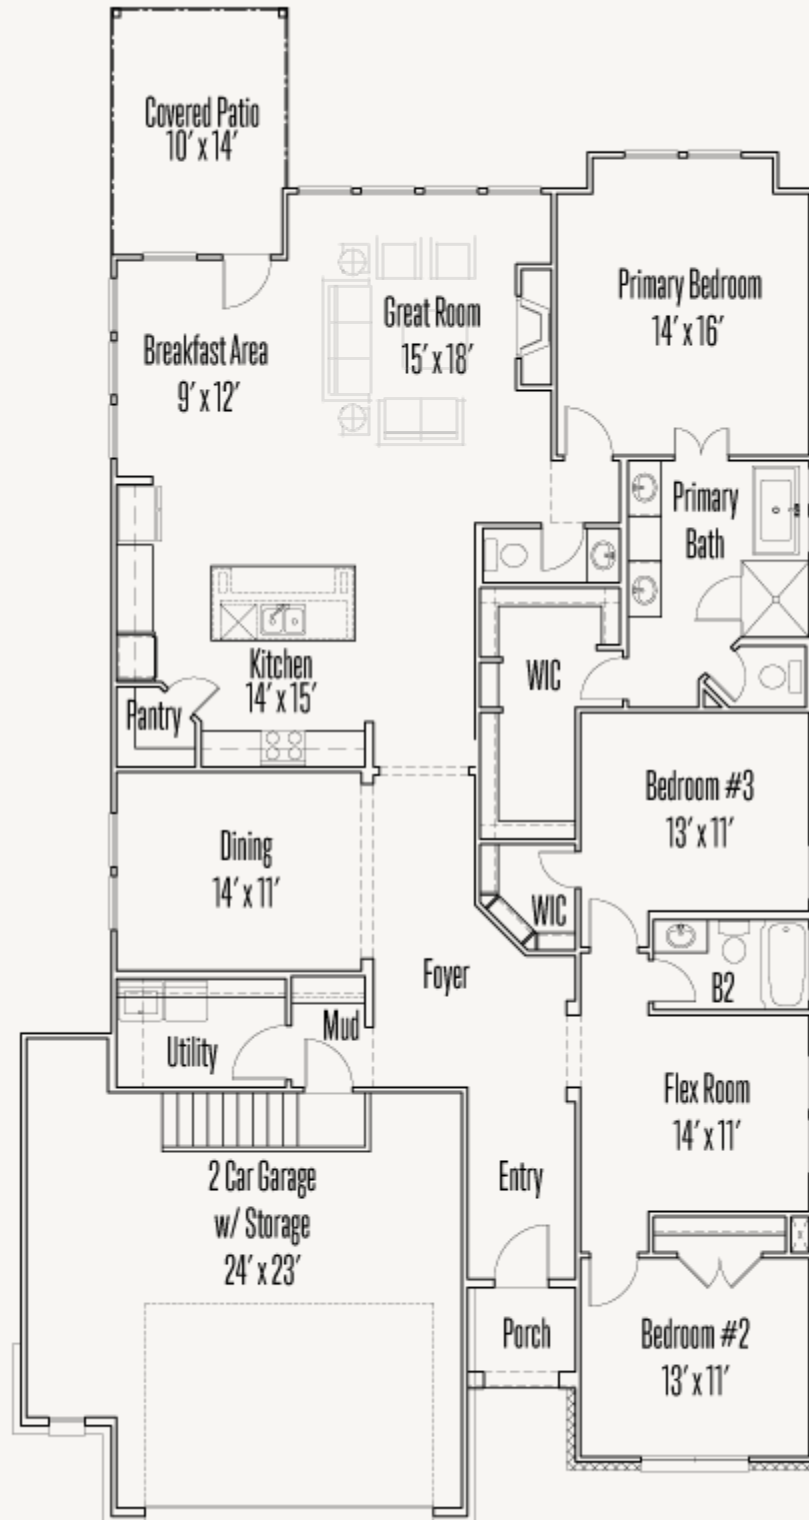 Covered Patio
10′ x 14′
Primary Bedroom
14′ x 16′
Great Room
15′ x 18′
Breakfast Area
9′ x 12′
Primary
Bath
Kitchen
14′ x 15′
WIC
Pantry
Bedroom #3
13′ x 11′
Dining
14′ x 11′
WIC
Foyer
B2
Mud
Utility
Flex Room
14′ x 11′
2 Car Garage
w/ Storage
24′ x 23′
Entry
Porch
Bedroom #2
13′ x 11′